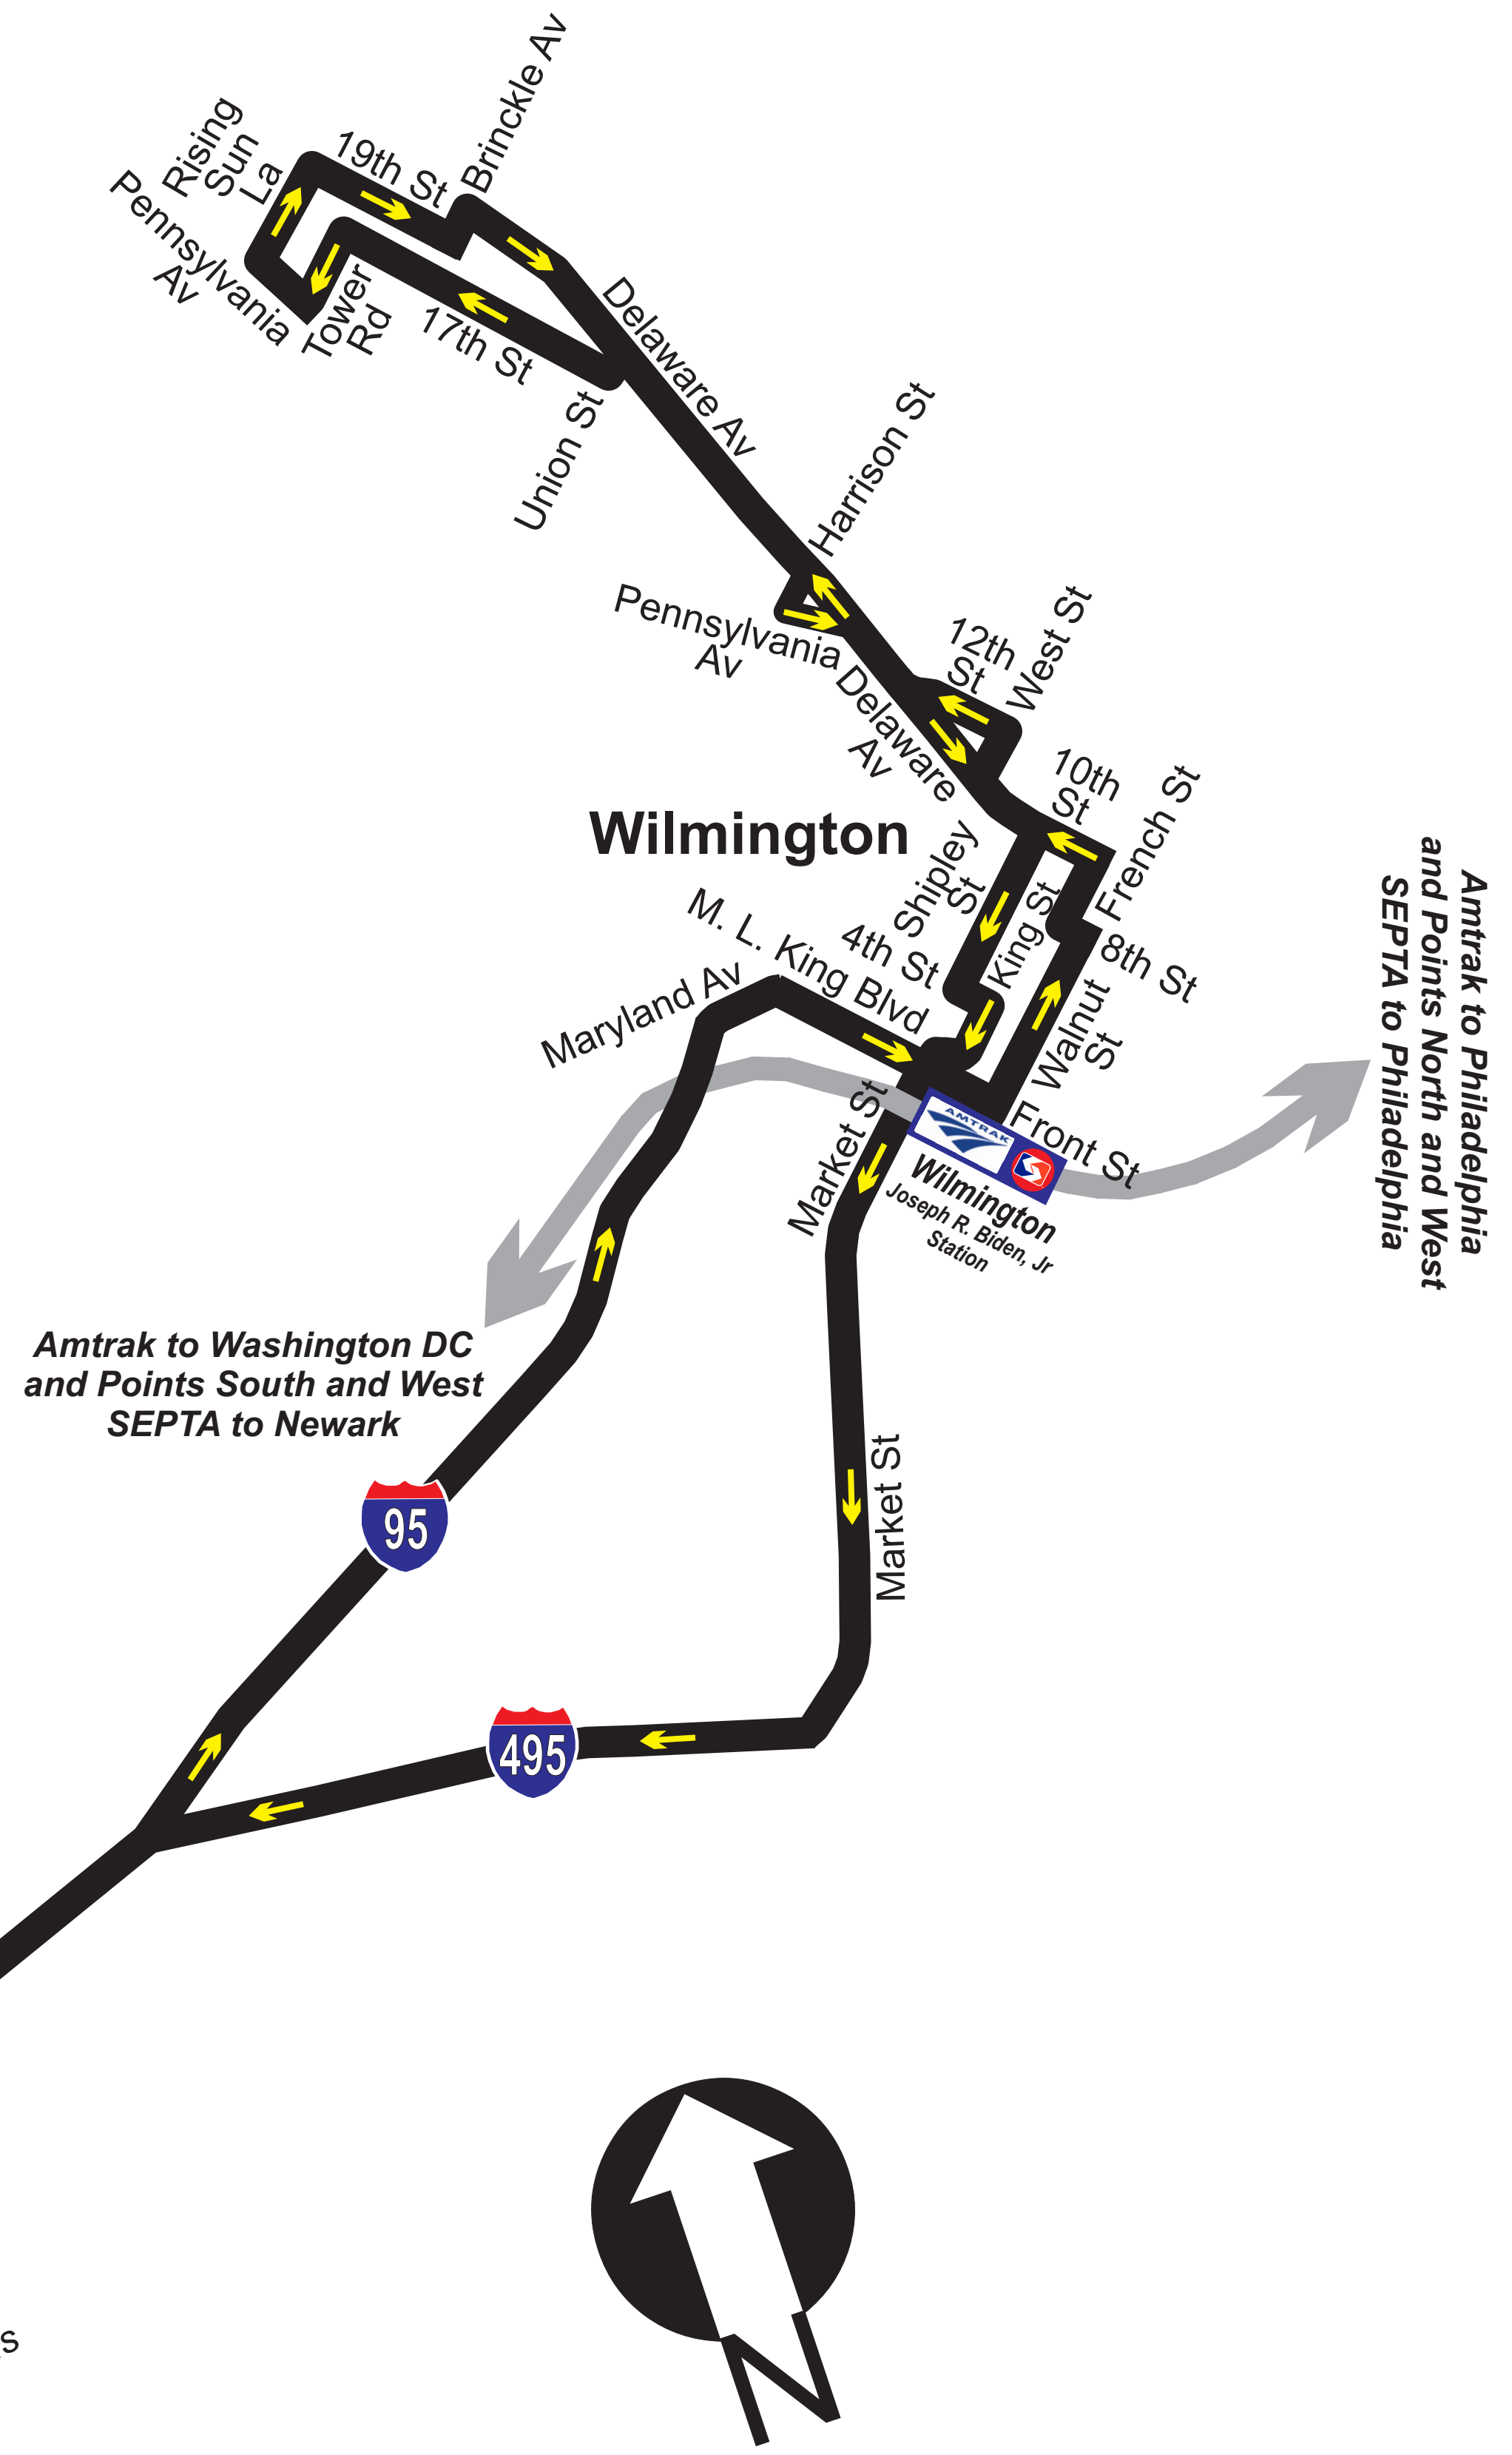 Brinckle Av
Rising
Sun
La
19th St
Pennsylvania
Av
Tower
Rd
17th St
Delaware Av
Union St
Harrison St
Pennsylvania
Av
12th
St
West St
Delaware
Av
10th
St
French St
Wilmington
Shipley
St
King St
4th St
8th St
M. L. King Blvd
Maryland Av
Walnut
St
Front St
Market St
AMTRAK
Wilmington
Joseph R. Biden, Jr
Station
Amtrak to Philadelphia
and Points North and West
SEPTA to Philadelphia
Amtrak to Washington DC
and Points South and West
SEPTA to Newark
Market St
95
495
N